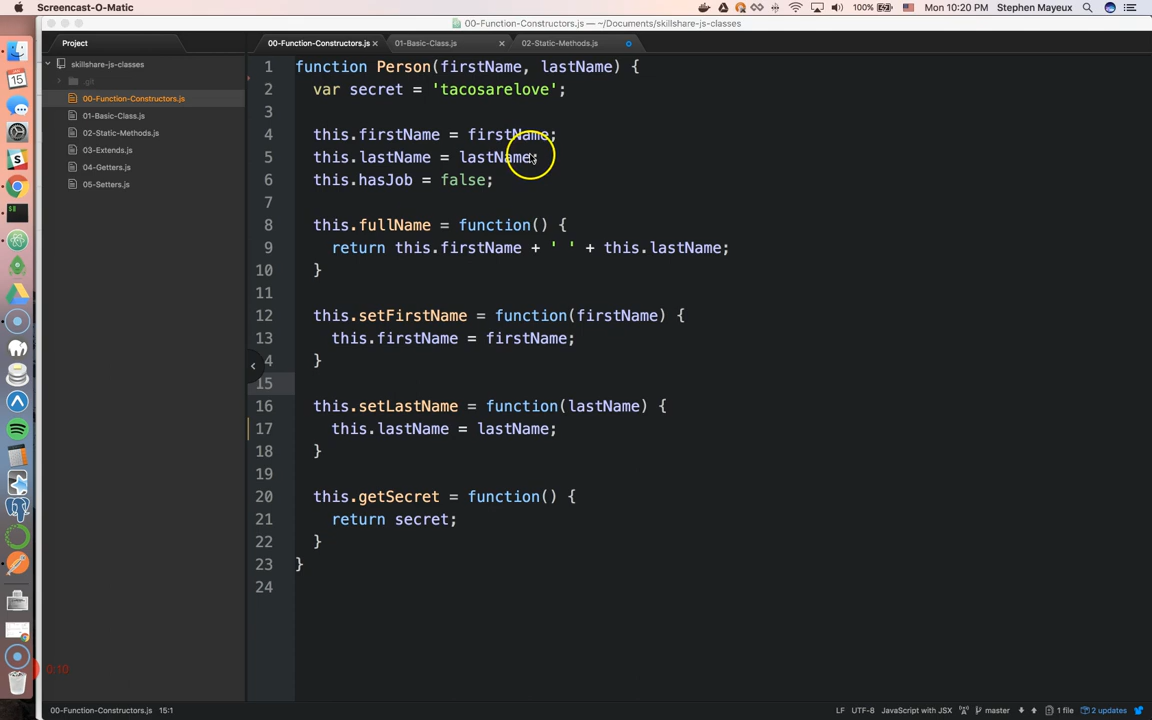 Screencast-O-Matic
100% Mon 10:20 PM Stephen Mayeux
00-Function-Constructors.js — ~/Documents/skillshare-js-classes
Project
00-Function-Constructors.js
01-Basic-Class.js
02-Static-Methods.js
skillshare-js-classes
.git
00-Function-Constructors.js
01-Basic-Class.js
02-Static-Methods.js
03-Extends.js
04-Getters.js
05-Setters.js
1 function Person(firstName, lastName) {
2 var secret = 'tacosarelove';
3
4 this.firstName = firstName;
5 this.lastName = lastName;
6 this.hasJob = false;
7
8 this.fullName = function() {
9 return this.firstName + ' ' + this.lastName;
10 }
11
12 this.setFirstName = function(firstName) {
13 this.firstName = firstName;
4 }
15
16 this.setLastName = function(lastName) {
17 this.lastName = lastName;
18 }
19
20 this.getSecret = function() {
21 return secret;
22 }
23 }
24
0:10
00-Function-Constructors.js 15:1
LF UTF-8 JavaScript with JSX master 1 file 2 updates